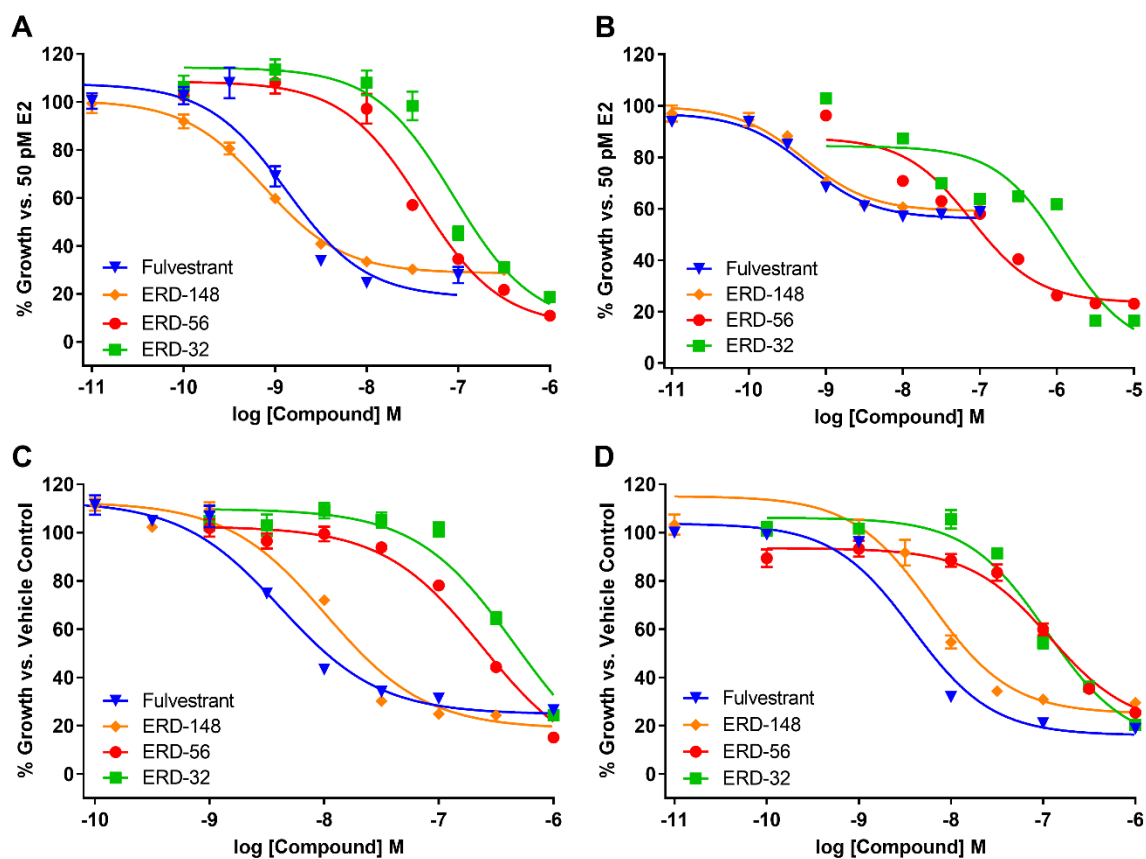 A
% Growth vs. 50 pM E2
120
100
80
60
40
20
0
Fulvestrant
ERD-148
ERD-56
ERD-32
-11 -10 -9 -8 -7 -6
log [Compound] M
B
% Growth vs. 50 pM E2
120
100
80
60
40
20
0
Fulvestrant
ERD-148
ERD-56
ERD-32
-11 -10 -9 -8 -7 -6 -5
log [Compound] M
C
% Growth vs. Vehicle Control
120
100
80
60
40
20
0
Fulvestrant
ERD-148
ERD-56
ERD-32
-10 -9 -8 -7 -6
log [Compound] M
D
% Growth vs. Vehicle Control
120
100
80
60
40
20
0
Fulvestrant
ERD-148
ERD-56
ERD-32
-11 -10 -9 -8 -7 -6
log [Compound] M